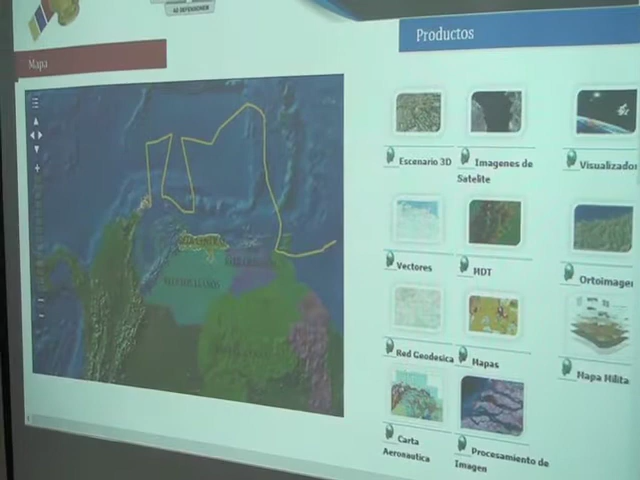 Productos
Mapa
Escenario 3D
Imagenes de
Satelite
Visualizado
Vectores
MDT
Ortoimagen
Red Geodesica
Mapas
Mapa Milita
Carta
Aeronautica
Procesamiento de
Imagen